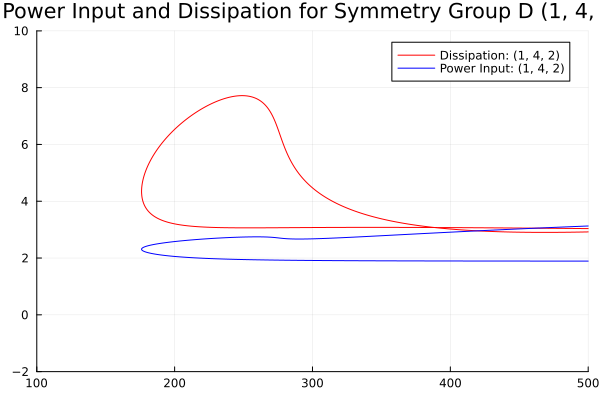 Power Input and Dissipation for Symmetry Group D (1, 4,
10
Dissipation: (1, 4, 2)
Power Input: (1, 4, 2)
8
6
4
2
0
−2
100 200 300 400 500